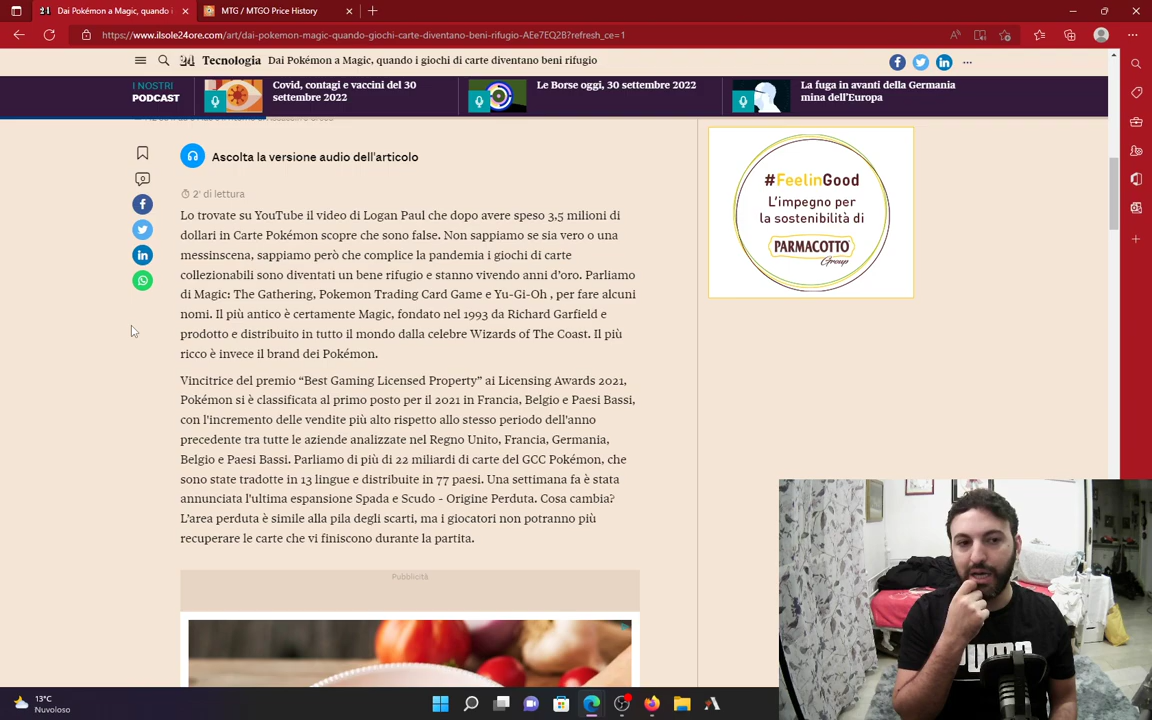 Dai Pokémon a Magic, quando i
MTG / MTGO Price History
https://www.ilsole24ore.com/art/dai-pokemon-magic-quando-giochi-carte-diventano-beni-rifugio-AEe7EQ2B?refresh_ce=1
24 Tecnologia Dai Pokémon a Magic, quando i giochi di carte diventano beni rifugio
I NOSTRI
PODCAST
Covid, contagi e vaccini del 30
settembre 2022
Le Borse oggi, 30 settembre 2022
La fuga in avanti della Germania
mina dell'Europa
Ascolta la versione audio dell'articolo
2' di lettura
Lo trovate su YouTube il video di Logan Paul che dopo avere speso 3,5 milioni di
dollari in Carte Pokémon scopre che sono false. Non sappiamo se sia vero o una
messinscena, sappiamo però che complice la pandemia i giochi di carte
collezionabili sono diventati un bene rifugio e stanno vivendo anni d'oro. Parliamo
di Magic: The Gathering, Pokemon Trading Card Game e Yu-Gi-Oh , per fare alcuni
nomi. Il più antico è certamente Magic, fondato nel 1993 da Richard Garfield e
prodotto e distribuito in tutto il mondo dalla celebre Wizards of The Coast. Il più
ricco è invece il brand dei Pokémon.
Vincitrice del premio “Best Gaming Licensed Property” ai Licensing Awards 2021,
Pokémon si è classificata al primo posto per il 2021 in Francia, Belgio e Paesi Bassi,
con l'incremento delle vendite più alto rispetto allo stesso periodo dell'anno
precedente tra tutte le aziende analizzate nel Regno Unito, Francia, Germania,
Belgio e Paesi Bassi. Parliamo di più di 22 miliardi di carte del GCC Pokémon, che
sono state tradotte in 13 lingue e distribuite in 77 paesi. Una settimana fa è stata
annunciata l'ultima espansione Spada e Scudo - Origine Perduta. Cosa cambia?
L'area perduta è simile alla pila degli scarti, ma i giocatori non potranno più
recuperare le carte che vi finiscono durante la partita.
Pubblicità
#FeelinGood
L'impegno per
la sostenibilità di
PARMACOTTO
Group
PUMA
13°C
Nuvoloso